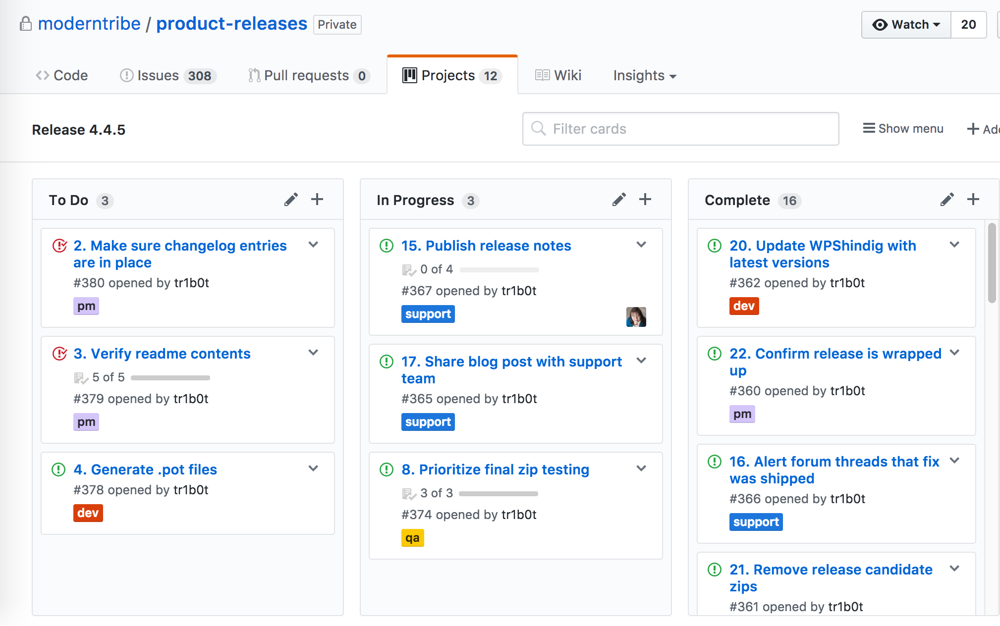 moderntribe / product-releases Private
Watch 20
Code Issues 308 Pull requests 0 Projects 12 Wiki Insights
Release 4.4.5
Filter cards
Show menu
To Do 3
2. Make sure changelog entries
are in place
#380 opened by tr1b0t
pm
3. Verify readme contents
5 of 5
#379 opened by tr1b0t
pm
4. Generate .pot files
#378 opened by tr1b0t
dev
In Progress 3
15. Publish release notes
0 of 4
#367 opened by tr1b0t
support
17. Share blog post with support
team
#365 opened by tr1b0t
support
8. Prioritize final zip testing
3 of 3
#374 opened by tr1b0t
qa
Complete 16
20. Update WPShindig with
latest versions
#362 opened by tr1b0t
dev
22. Confirm release is wrapped
up
#360 opened by tr1b0t
pm
16. Alert forum threads that fix
was shipped
#366 opened by tr1b0t
support
21. Remove release candidate
zips
#361 opened by tr1b0t